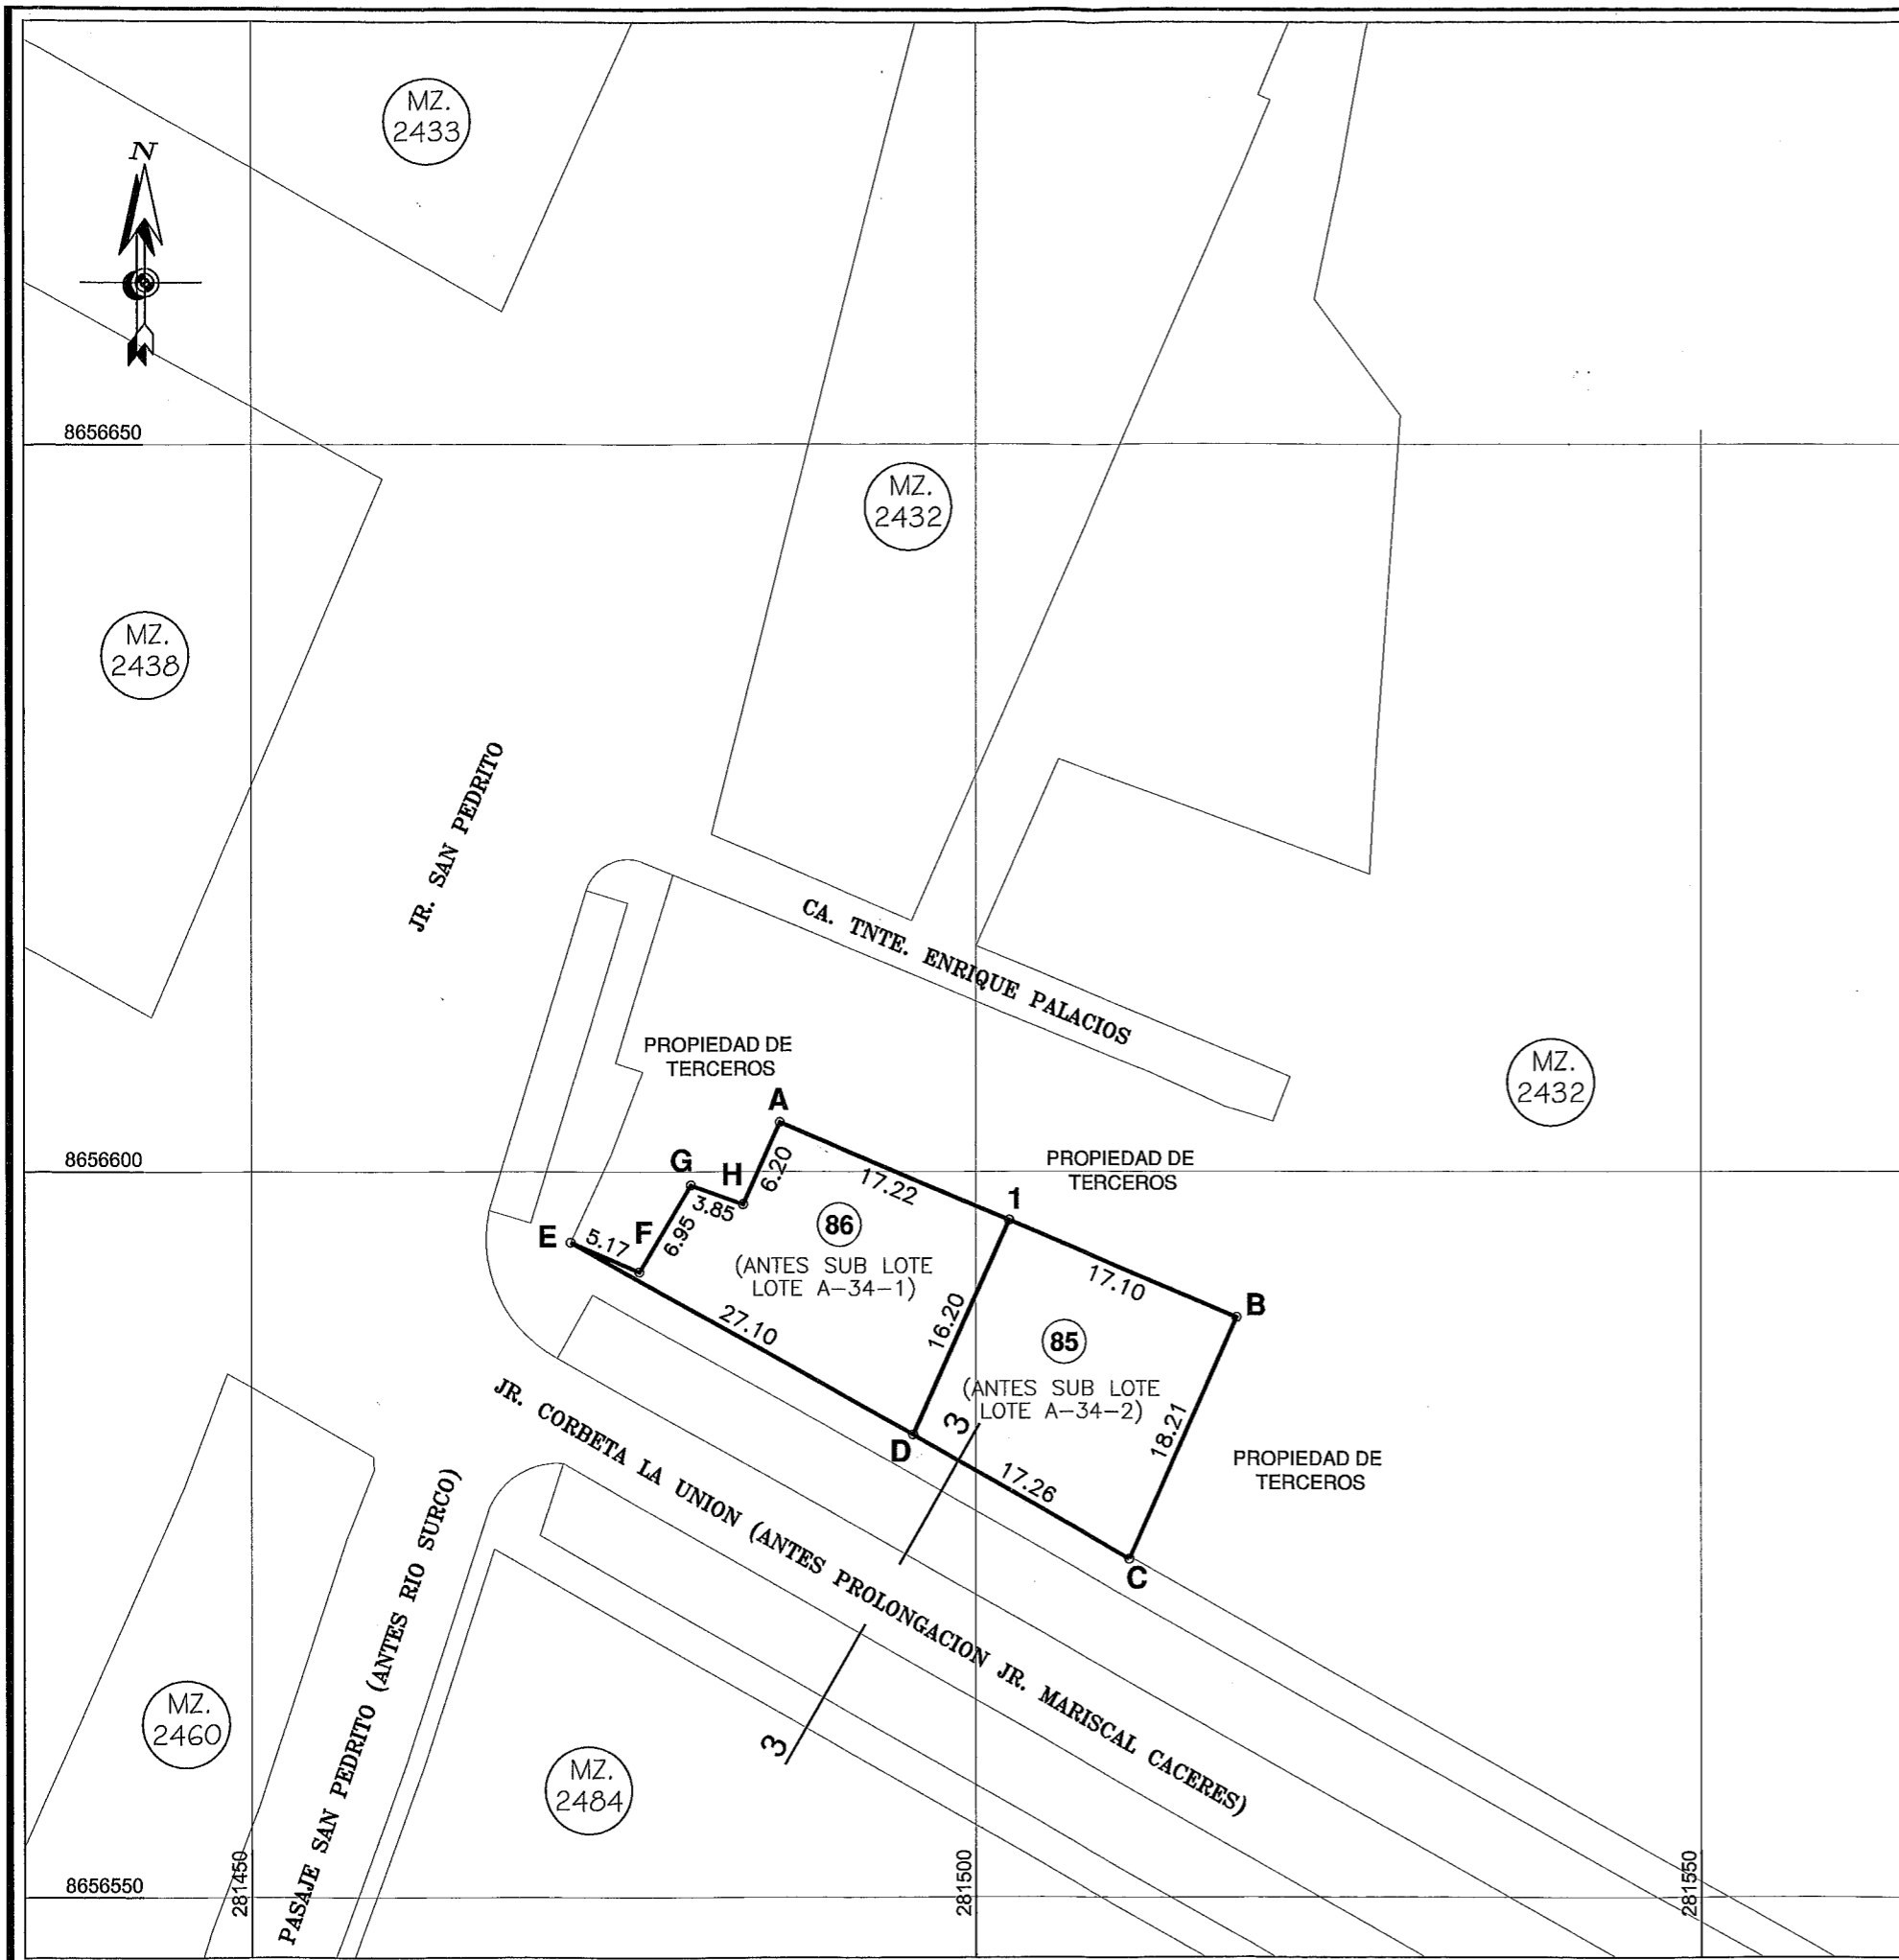 MZ.
2433
N
8656650
MZ.
2432
MZ.
2438
JR. SAN PEDRITO
CA. TNTE. ENRIQUE PALACIOS
PROPIEDAD DE
TERCEROS
MZ.
2432
A
8656600
G
H
6.20
17.22
PROPIEDAD DE
TERCEROS
1
3.85
86
E
5.17
F
6.95
(ANTES SUB LOTE
LOTE A-34-1)
17.10
B
27.10
16.20
85
(ANTES SUB LOTE
LOTE A-34-2)
3
D
18.21
17.26
PROPIEDAD DE
TERCEROS
C
JR. CORBETA LA UNION (ANTES PROLONGACION JR. MARISCAL CACERES)
PASAJE SAN PEDRITO (ANTES RIO SURCO)
3
MZ.
2460
MZ.
2484
8656550
281450
281500
281550